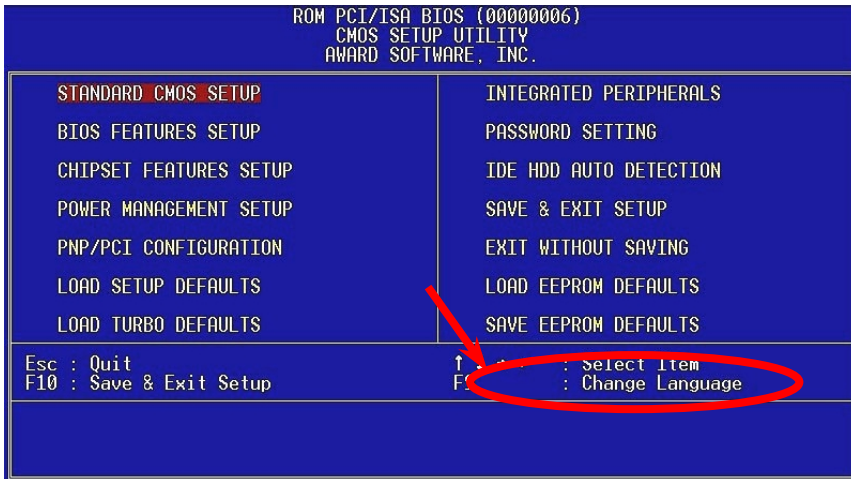 ROM PCI/ISA BIOS (00000006)
CMOS SETUP UTILITY
AWARD SOFTWARE, INC.
STANDARD CMOS SETUP
BIOS FEATURES SETUP
CHIPSET FEATURES SETUP
POWER MANAGEMENT SETUP
PNP/PCI CONFIGURATION
LOAD SETUP DEFAULTS
LOAD TURBO DEFAULTS
INTEGRATED PERIPHERALS
PASSWORD SETTING
IDE HDD AUTO DETECTION
SAVE & EXIT SETUP
EXIT WITHOUT SAVING
LOAD EEPROM DEFAULTS
SAVE EEPROM DEFAULTS
Esc : Quit
F10 : Save & Exit Setup
↑ : Select Item
: Change Language